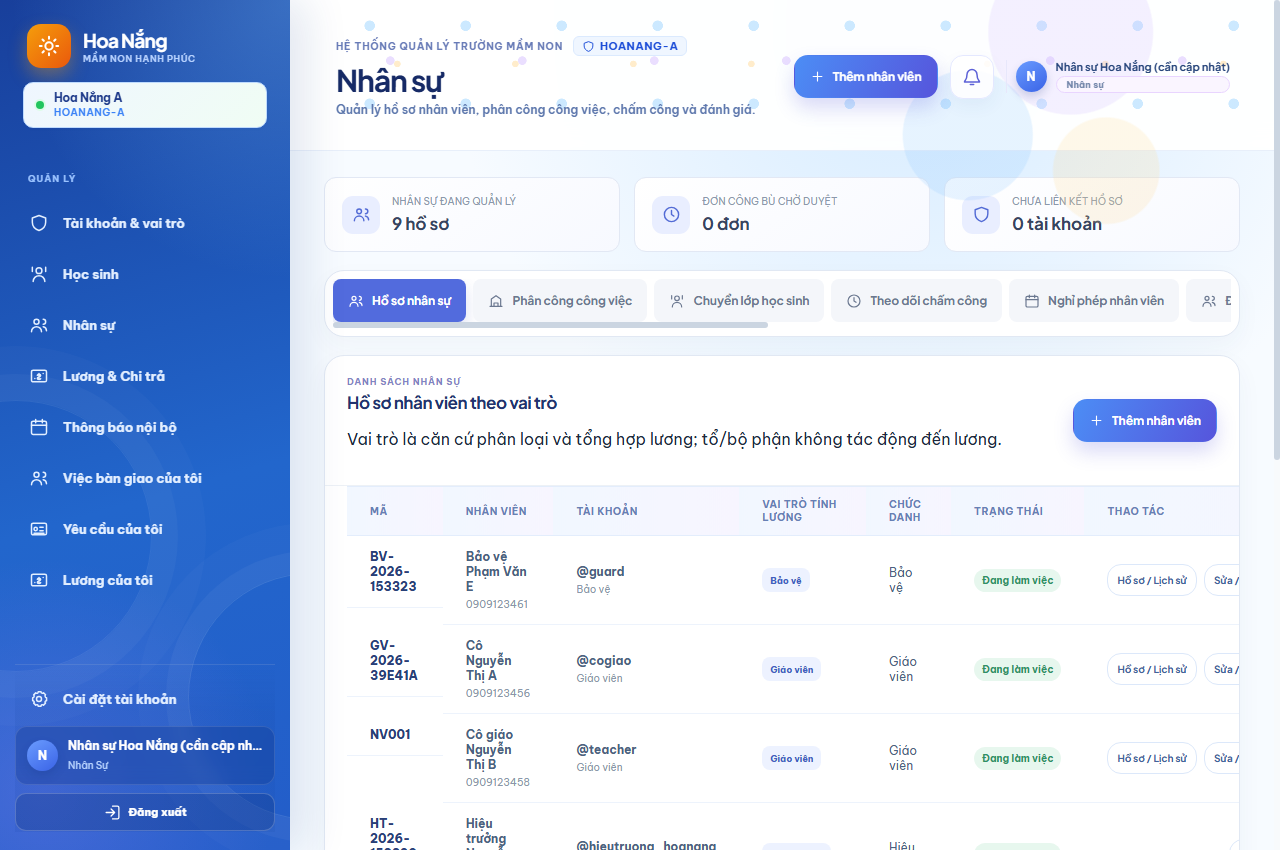 Hoa Nắng
MẦM NON HẠNH PHÚC
Hoa Nắng A
HOANANG-A
QUẢN LÝ
Tài khoản & vai trò
Học sinh
Nhân sự
Lương & Chi trả
Thông báo nội bộ
Việc bàn giao của tôi
Yêu cầu của tôi
Lương của tôi
Cài đặt tài khoản
N
Nhân sự Hoa Nắng (cần cập nh...
Nhân Sự
Đăng xuất
HỆ THỐNG QUẢN LÝ TRƯỜNG MẦM NON
HOANANG-A
Nhân sự
Quản lý hồ sơ nhân viên, phân công công việc, chấm công và đánh giá.
Thêm nhân viên
N
Nhân sự Hoa Nắng (cần cập nhật)
Nhân sự
NHÂN SỰ ĐANG QUẢN LÝ
9 hồ sơ
ĐƠN CÔNG BÙ CHỜ DUYỆT
0 đơn
CHƯA LIÊN KẾT HỒ SƠ
0 tài khoản
Hồ sơ nhân sự
Phân công công việc
Chuyển lớp học sinh
Theo dõi chấm công
Nghỉ phép nhân viên
DANH SÁCH NHÂN SỰ
Hồ sơ nhân viên theo vai trò
Vai trò là căn cứ phân loại và tổng hợp lương; tổ/bộ phận không tác động đến lương.
Thêm nhân viên
MÃ
NHÂN VIÊN
TÀI KHOẢN
VAI TRÒ TÍNH
LƯƠNG
CHỨC
DANH
TRẠNG THÁI
THAO TÁC
BV-
2026-
153323
Bảo vệ
Phạm Văn
E
0909123461
@guard
Bảo vệ
Bảo vệ
Bảo
vệ
Đang làm việc
Hồ sơ / Lịch sử
Sửa /
GV-
2026-
39E41A
Cô
Nguyễn
Thị A
0909123456
@cogiao
Giáo viên
Giáo viên
Giáo
viên
Đang làm việc
Hồ sơ / Lịch sử
Sửa /
NV001
Cô giáo
Nguyễn
Thị B
0909123458
@teacher
Giáo viên
Giáo viên
Giáo
viên
Đang làm việc
Hồ sơ / Lịch sử
Sửa /
HT-
2026-
Hiệu
trưởng
@hieutruong_hoanang
Hiệu